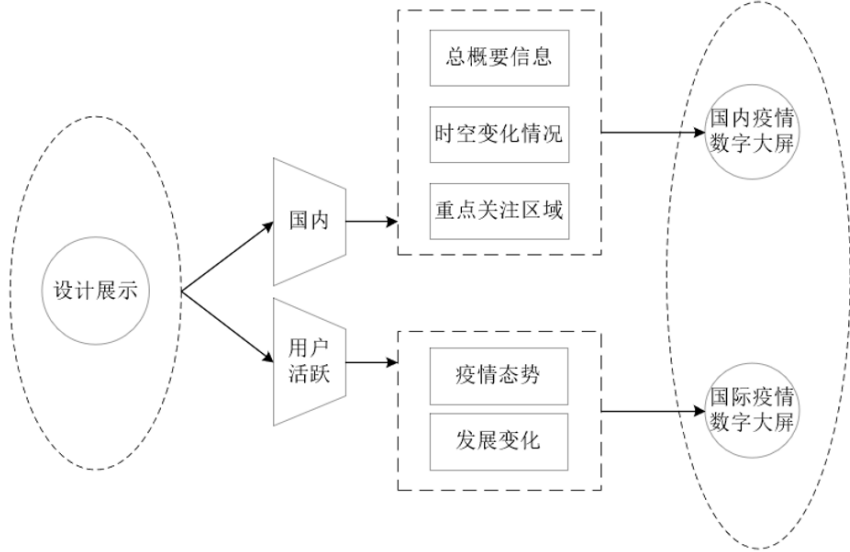 设计展示
国内
用户
活跃
总概要信息
时空变化情况
重点关注区域
疫情态势
发展变化
国内疫情
数字大屏
国际疫情
数字大屏